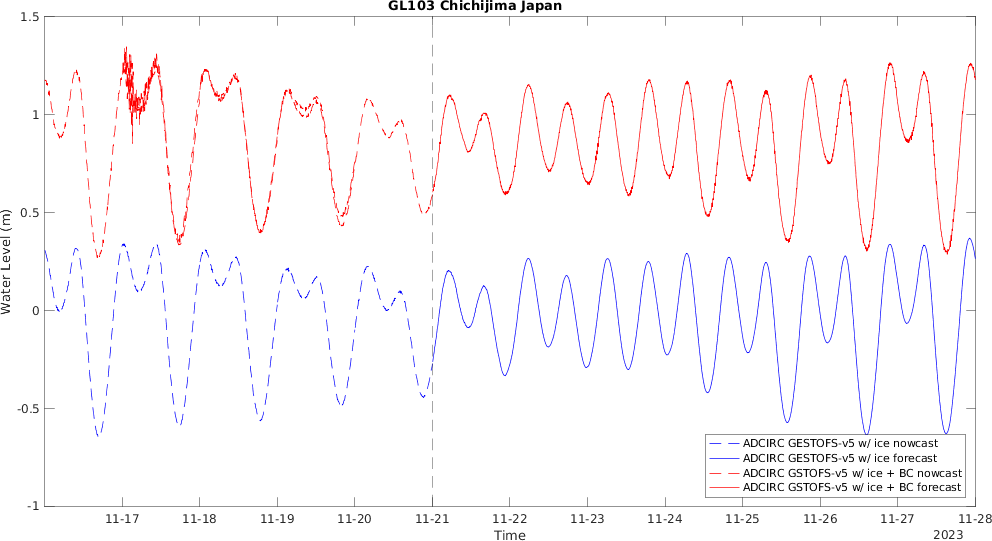 GL103 Chichijima Japan
1.5
1
0.5
0
-0.5
-1
Water Level (m)
11-17 11-18 11-19 11-20 11-21 11-22 11-23 11-24 11-25 11-26 11-27 11-28
Time
2023
ADCIRC GESTOFS-v5 w/ ice nowcast
ADCIRC GESTOFS-v5 w/ ice forecast
ADCIRC GSTOFS-v5 w/ ice + BC nowcast
ADCIRC GSTOFS-v5 w/ ice + BC forecast